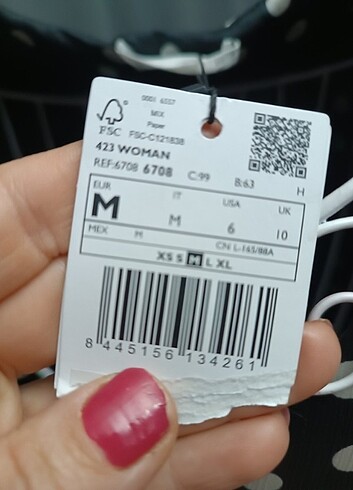 0001 6557
MIX
Paper
FSC FSC-C121838
423 WOMAN
REF:6708 6708 C:99 B:63 H
EUR IT USA UK
M M 6 10
MEX M CN L-165/88A
XS S M L XL
8 445156 134261